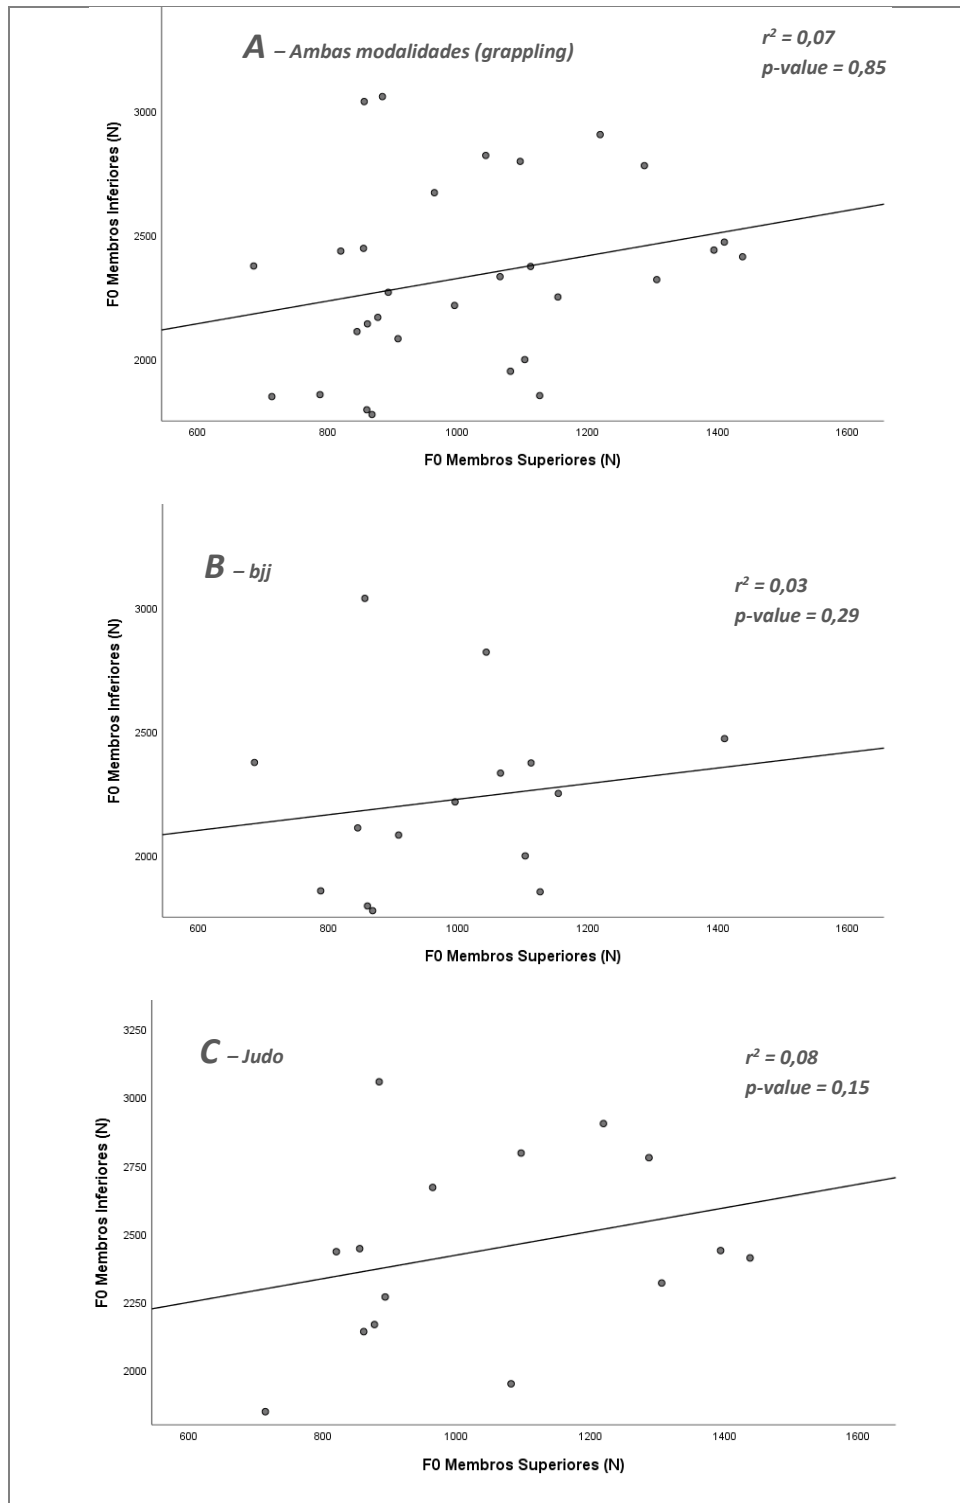 A – Ambas modalidades (grappling)
r² = 0,07
p-value = 0,85
F0 Membros Inferiores (N)
3000
2500
2000
600 800 1000 1200 1400 1600
F0 Membros Superiores (N)
B – bjj
r² = 0,03
p-value = 0,29
F0 Membros Inferiores (N)
3000
2500
2000
600 800 1000 1200 1400 1600
F0 Membros Superiores (N)
C – Judo
r² = 0,08
p-value = 0,15
F0 Membros Inferiores (N)
3250
3000
2750
2500
2250
2000
600 800 1000 1200 1400 1600
F0 Membros Superiores (N)